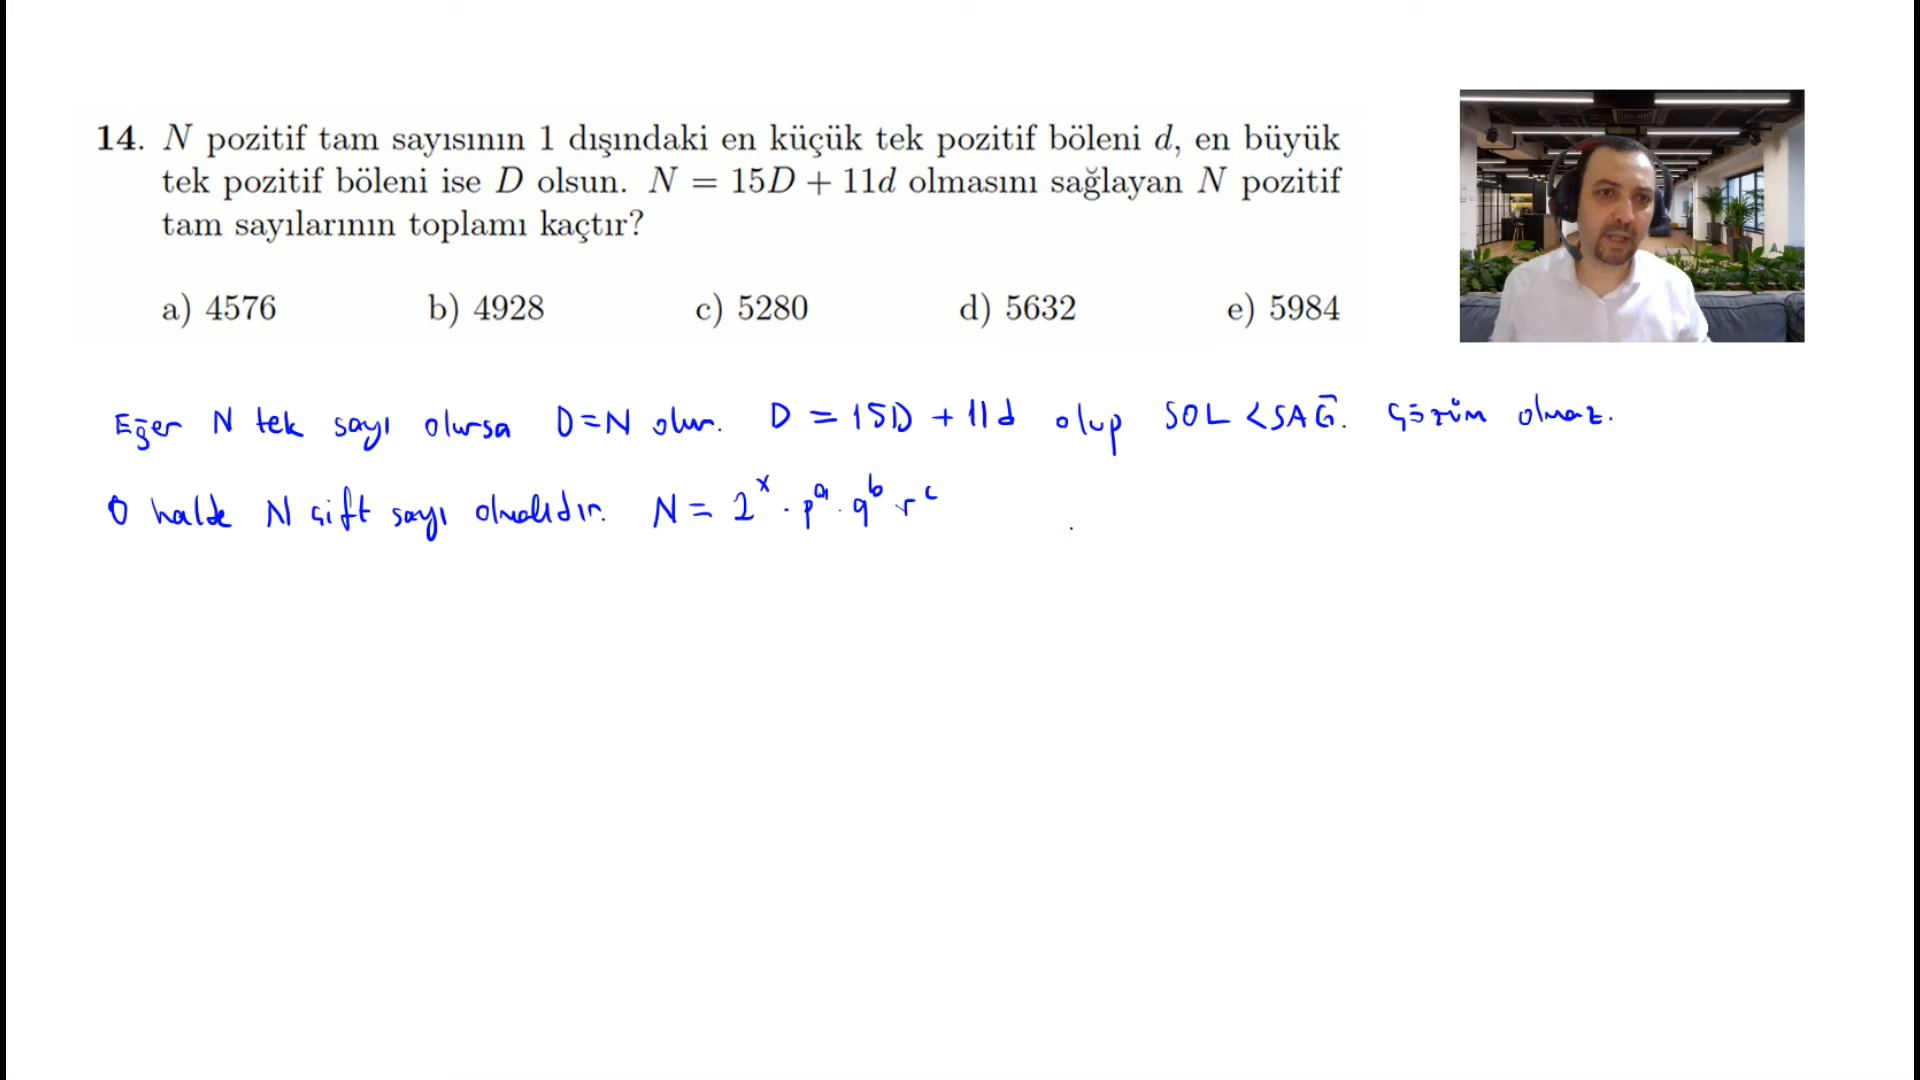 14. N pozitif tam sayısının 1 dışındaki en küçük tek pozitif böleni d, en büyük
tek pozitif böleni ise D olsun. N = 15D + 11d olmasını sağlayan N pozitif
tam sayılarının toplamı kaçtır?
a) 4576 b) 4928 c) 5280 d) 5632 e) 5984
Eğer N tek sayı olursa D=N olur. D = 15D + 11d olup SOL < SAĞ. Çözüm olmaz.
O halde N çift sayı olmalıdır. N = 2^x . p^a . q^b r^c